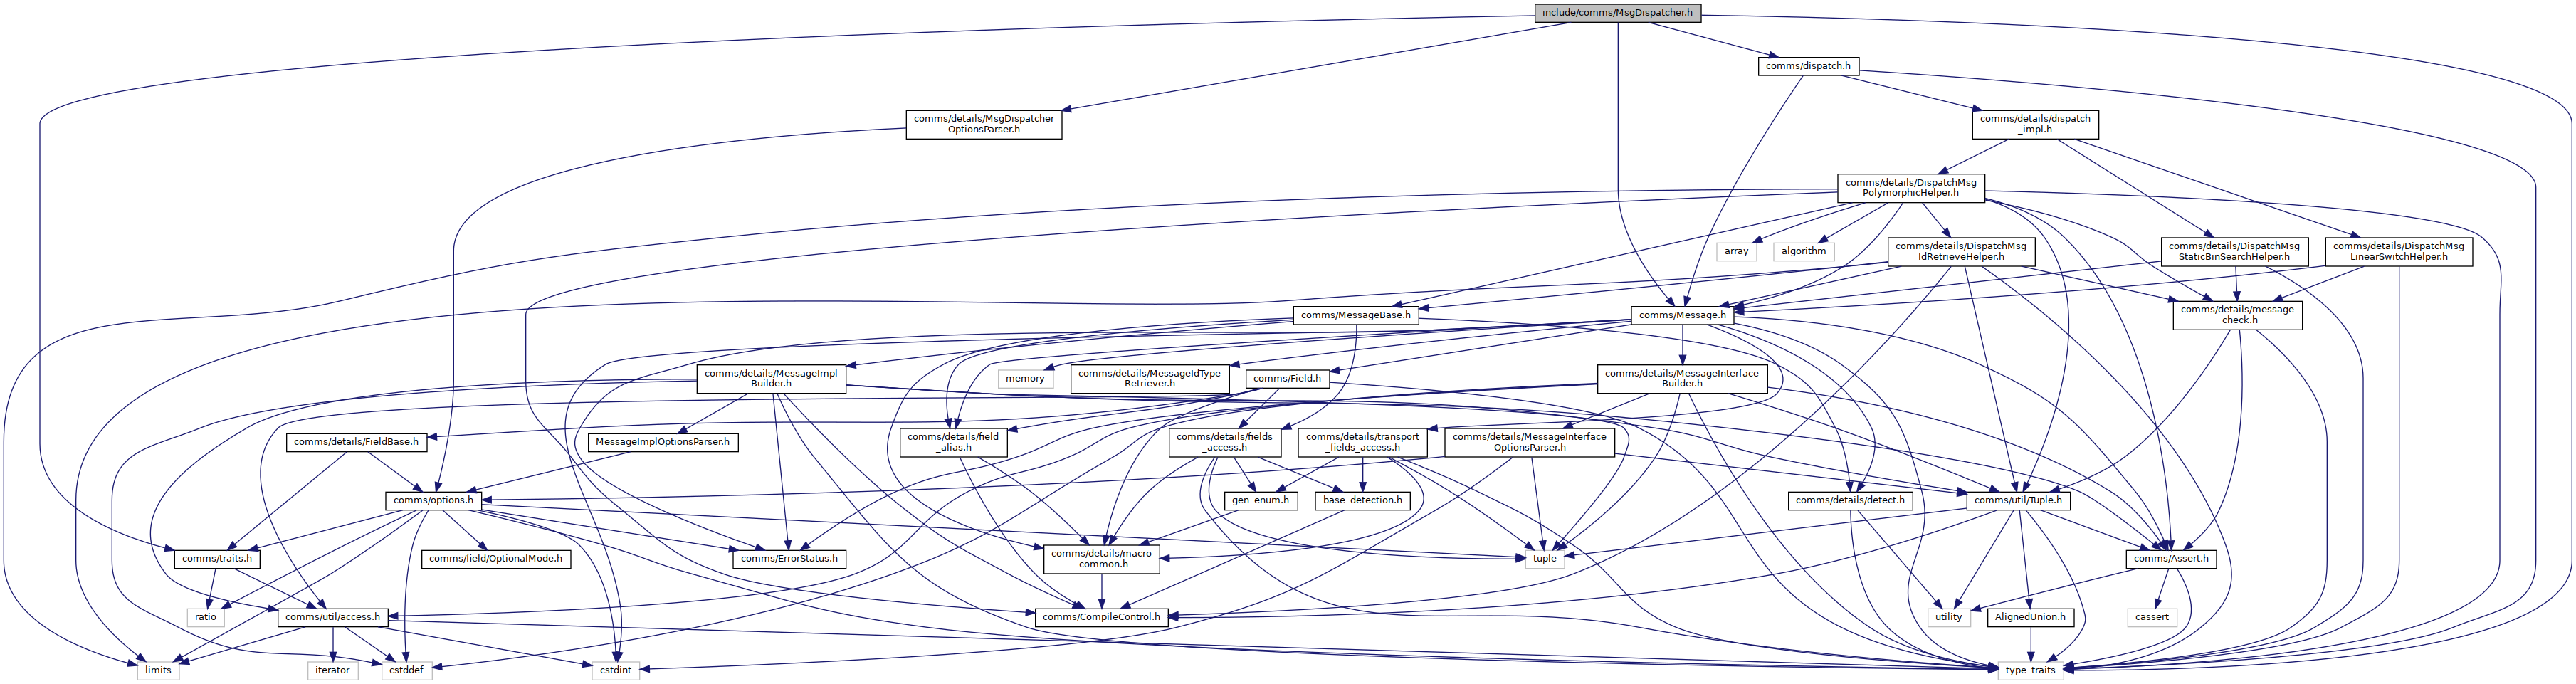 include/comms/MsgDispatcher.h
comms/dispatch.h
comms/details/MsgDispatcher
OptionsParser.h
comms/details/dispatch
_impl.h
comms/details/DispatchMsg
PolymorphicHelper.h
array
algorithm
comms/details/DispatchMsg
IdRetrieveHelper.h
comms/details/DispatchMsg
StaticBinSearchHelper.h
comms/details/DispatchMsg
LinearSwitchHelper.h
comms/MessageBase.h
comms/Message.h
comms/details/message
_check.h
comms/details/MessageImpl
Builder.h
memory
comms/details/MessageIdType
Retriever.h
comms/Field.h
comms/details/MessageInterface
Builder.h
comms/details/FieldBase.h
MessageImplOptionsParser.h
comms/details/field
_alias.h
comms/details/fields
_access.h
comms/details/transport
_fields_access.h
comms/details/MessageInterface
OptionsParser.h
comms/options.h
gen_enum.h
base_detection.h
comms/details/detect.h
comms/util/Tuple.h
comms/traits.h
comms/field/OptionalMode.h
comms/ErrorStatus.h
comms/details/macro
_common.h
tuple
comms/Assert.h
ratio
comms/util/access.h
comms/CompileControl.h
utility
AlignedUnion.h
cassert
limits
iterator
cstddef
cstdint
type_traits